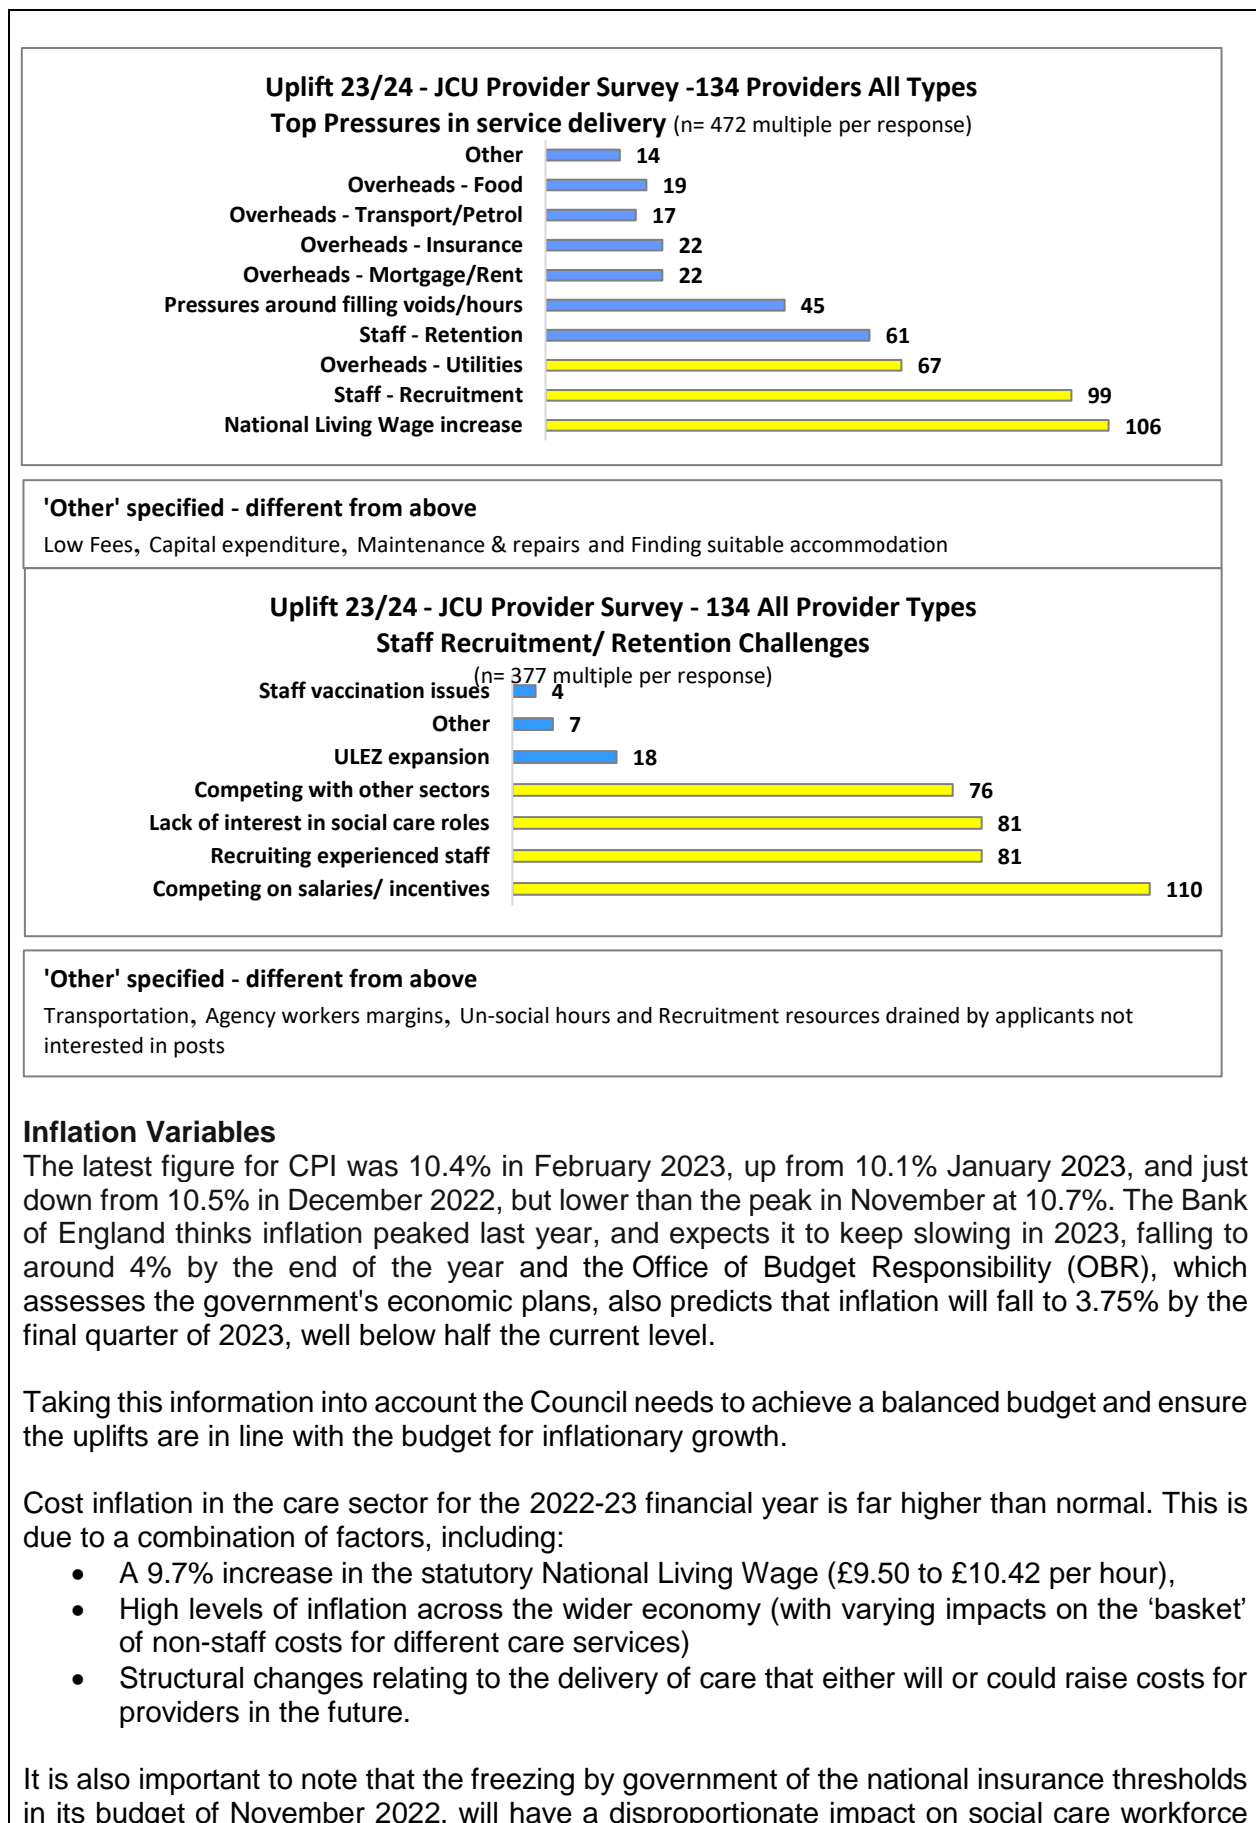 Uplift 23/24 - JCU Provider Survey -134 Providers All Types
Top Pressures in service delivery (n= 472 multiple per response)
Other 14
Overheads - Food 19
Overheads - Transport/Petrol 17
Overheads - Insurance 22
Overheads - Mortgage/Rent 22
Pressures around filling voids/hours 45
Staff - Retention 61
Overheads - Utilities 67
Staff - Recruitment 99
National Living Wage increase 106
'Other' specified - different from above
Low Fees, Capital expenditure, Maintenance & repairs and Finding suitable accommodation
Uplift 23/24 - JCU Provider Survey - 134 All Provider Types
Staff Recruitment/ Retention Challenges
(n= 377 multiple per response)
Staff vaccination issues 4
Other 7
ULEZ expansion 18
Competing with other sectors 76
Lack of interest in social care roles 81
Recruiting experienced staff 81
Competing on salaries/ incentives 110
'Other' specified - different from above
Transportation, Agency workers margins, Un-social hours and Recruitment resources drained by applicants not
interested in posts
Inflation Variables
The latest figure for CPI was 10.4% in February 2023, up from 10.1% January 2023, and just
down from 10.5% in December 2022, but lower than the peak in November at 10.7%. The Bank
of England thinks inflation peaked last year, and expects it to keep slowing in 2023, falling to
around 4% by the end of the year and the Office of Budget Responsibility (OBR), which
assesses the government's economic plans, also predicts that inflation will fall to 3.75% by the
final quarter of 2023, well below half the current level.
Taking this information into account the Council needs to achieve a balanced budget and ensure
the uplifts are in line with the budget for inflationary growth.
Cost inflation in the care sector for the 2022-23 financial year is far higher than normal. This is
due to a combination of factors, including:
• A 9.7% increase in the statutory National Living Wage (£9.50 to £10.42 per hour),
• High levels of inflation across the wider economy (with varying impacts on the ‘basket’
of non-staff costs for different care services)
• Structural changes relating to the delivery of care that either will or could raise costs for
providers in the future.
It is also important to note that the freezing by government of the national insurance thresholds
in its budget of November 2022, will have a disproportionate impact on social care workforce